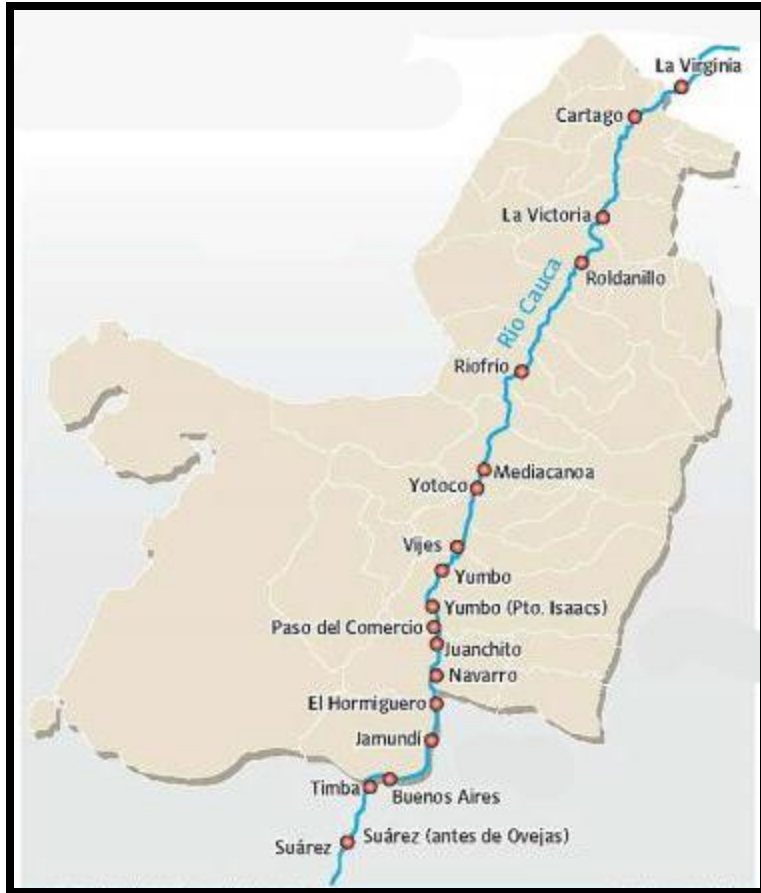 La Virginia
Cartago
La Victoria
Roldanillo
Río Cauca
Riofrío
Mediacanoa
Yotoco
Vijes
Yumbo
Yumbo (Pto. Isaacs)
Paso del Comercio
Juanchito
Navarro
El Hormiguero
Jamundí
Timba
Buenos Aires
Suárez (antes de Ovejas)
Suárez